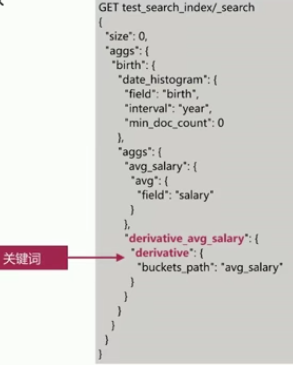 GET test_search_index/_search
{
  "size": 0,
  "aggs": {
    "birth": {
      "date_histogram": {
        "field": "birth",
        "interval": "year",
        "min_doc_count": 0
      },
      "aggs": {
        "avg_salary": {
          "avg": {
            "field": "salary"
          }
        },
        "derivative_avg_salary": {
关键词
          "derivative": {
            "buckets_path": "avg_salary"
          }
        }
      }
    }
  }
}